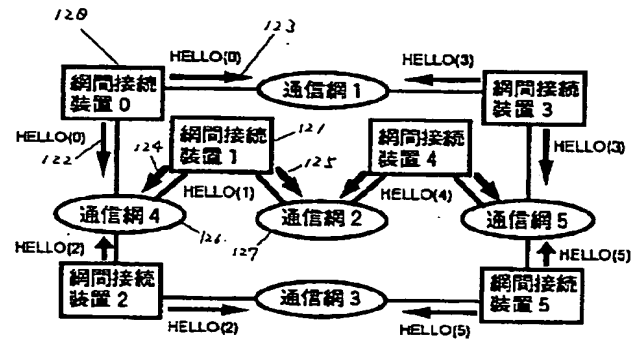 120
123
HELLO(0)
HELLO(3)
網間接続
装置0
通信網1
網間接続
装置3
HELLO(0)
122
124
網間接続
装置1
121
125
網間接続
装置4
HELLO(3)
HELLO(1)
HELLO(4)
通信網4
通信網2
通信網5
126
127
HELLO(2)
HELLO(5)
網間接続
装置2
通信網3
網間接続
装置5
HELLO(2)
HELLO(5)